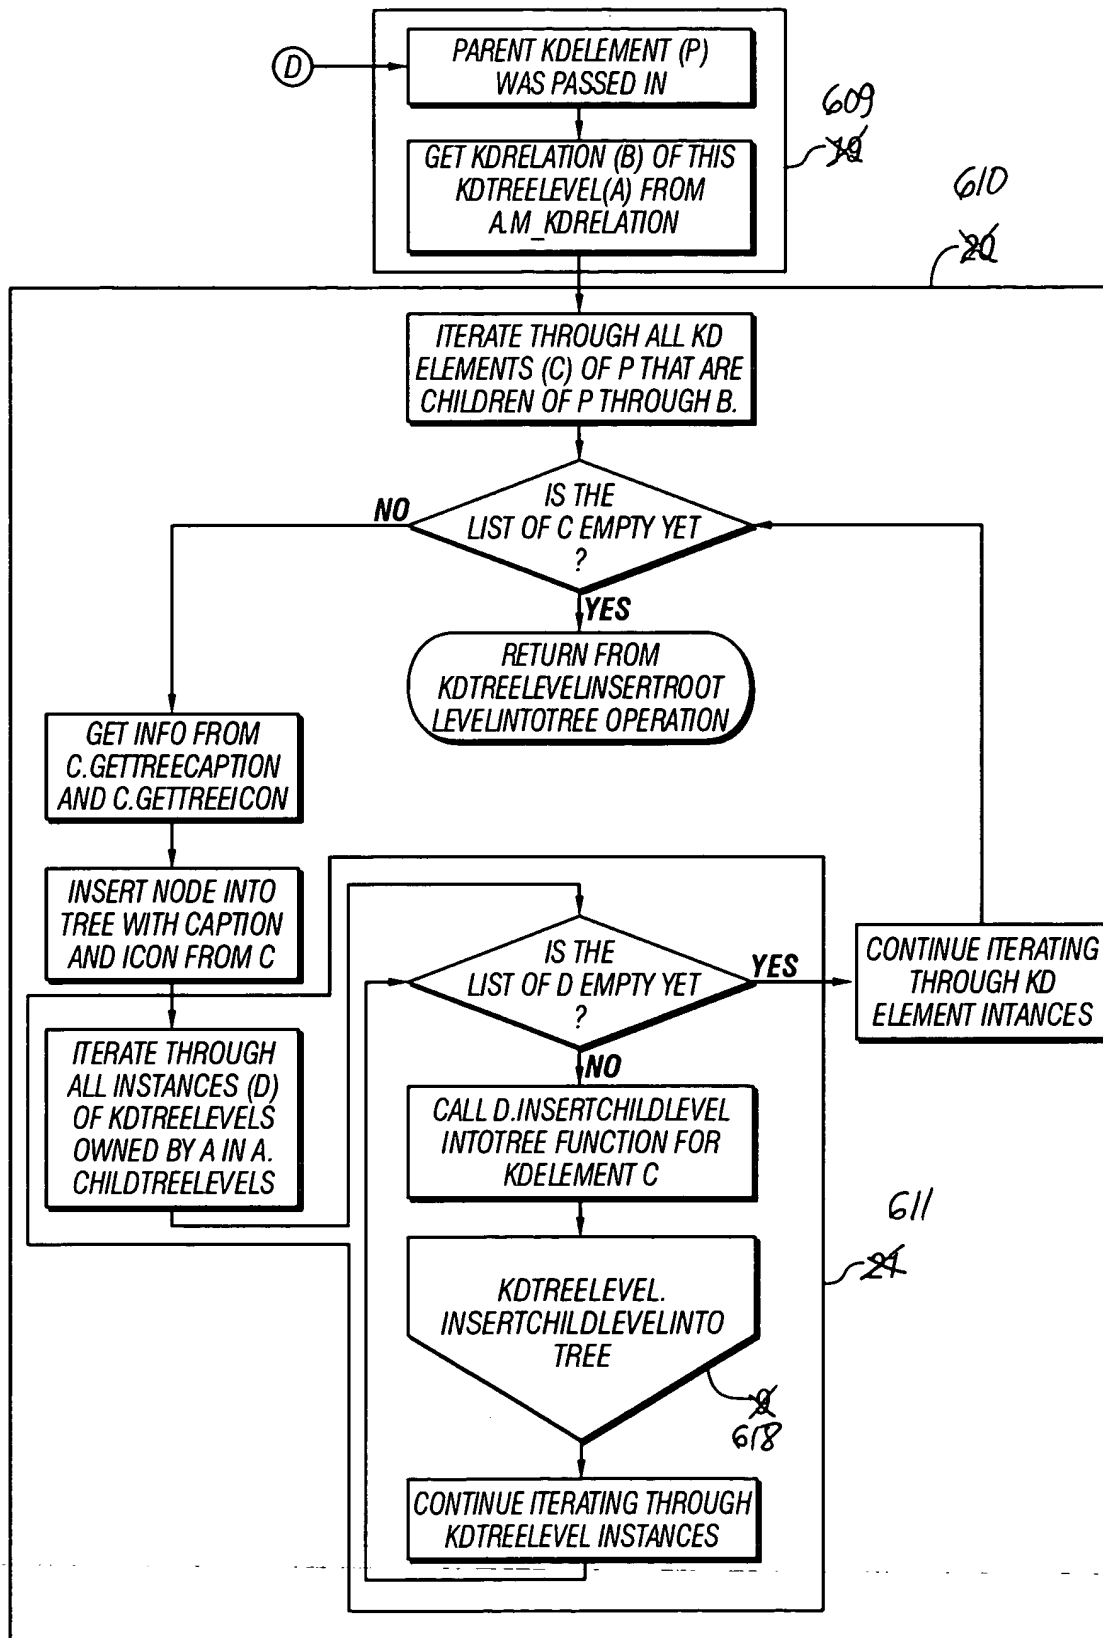 D
PARENT KDELEMENT (P)
WAS PASSED IN
609
19
GET KDRELATION (B) OF THIS
KDTREELEVEL(A) FROM
A.M_KDRELATION
610
20
ITERATE THROUGH ALL KD
ELEMENTS (C) OF P THAT ARE
CHILDREN OF P THROUGH B.
NO
IS THE
LIST OF C EMPTY YET
?
YES
RETURN FROM
KDTREELEVELINSERTROOT
LEVELINTOTREE OPERATION
GET INFO FROM
C.GETTREECAPTION
AND C.GETTREEICON
INSERT NODE INTO
TREE WITH CAPTION
AND ICON FROM C
IS THE
LIST OF D EMPTY YET
?
YES
CONTINUE ITERATING
THROUGH KD
ELEMENT INTANCES
ITERATE THROUGH
ALL INSTANCES (D)
OF KDTREELEVELS
OWNED BY A IN A.
CHILDTREELEVELS
NO
CALL D.INSERTCHILDLEVEL
INTOTREE FUNCTION FOR
KDELEMENT C
611
21
KDTREELEVEL.
INSERTCHILDLEVELINTO
TREE
618
CONTINUE ITERATING THROUGH
KDTREELEVEL INSTANCES